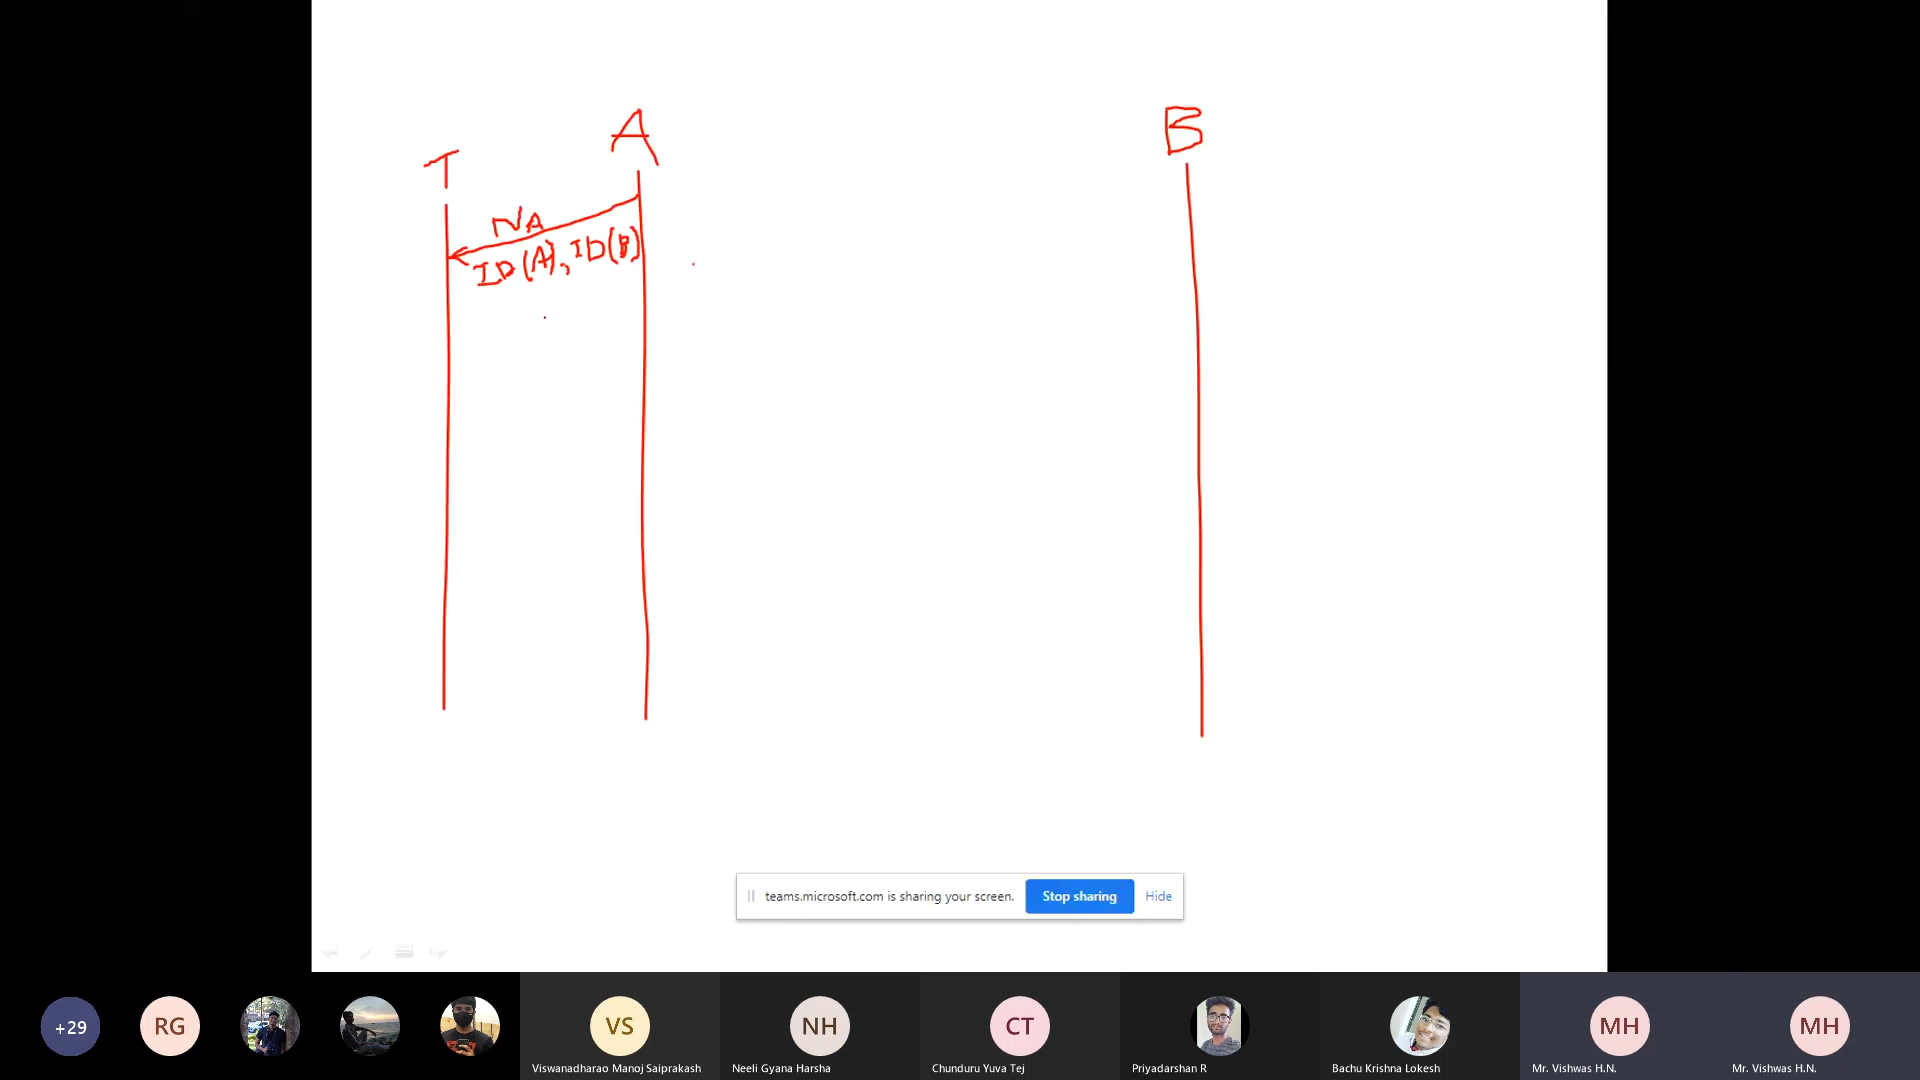 A
B
T
NA
ID(A), ID(B)
teams.microsoft.com is sharing your screen. Stop sharing Hide
+29 RG VS NH CT MH MH
Viswanadharao Manoj Saiprakash Neeli Gyana Harsha Chunduru Yuva Tej Priyadarshan R Bachu Krishna Lokesh Mr. Vishwas H.N. Mr. Vishwas H.N.